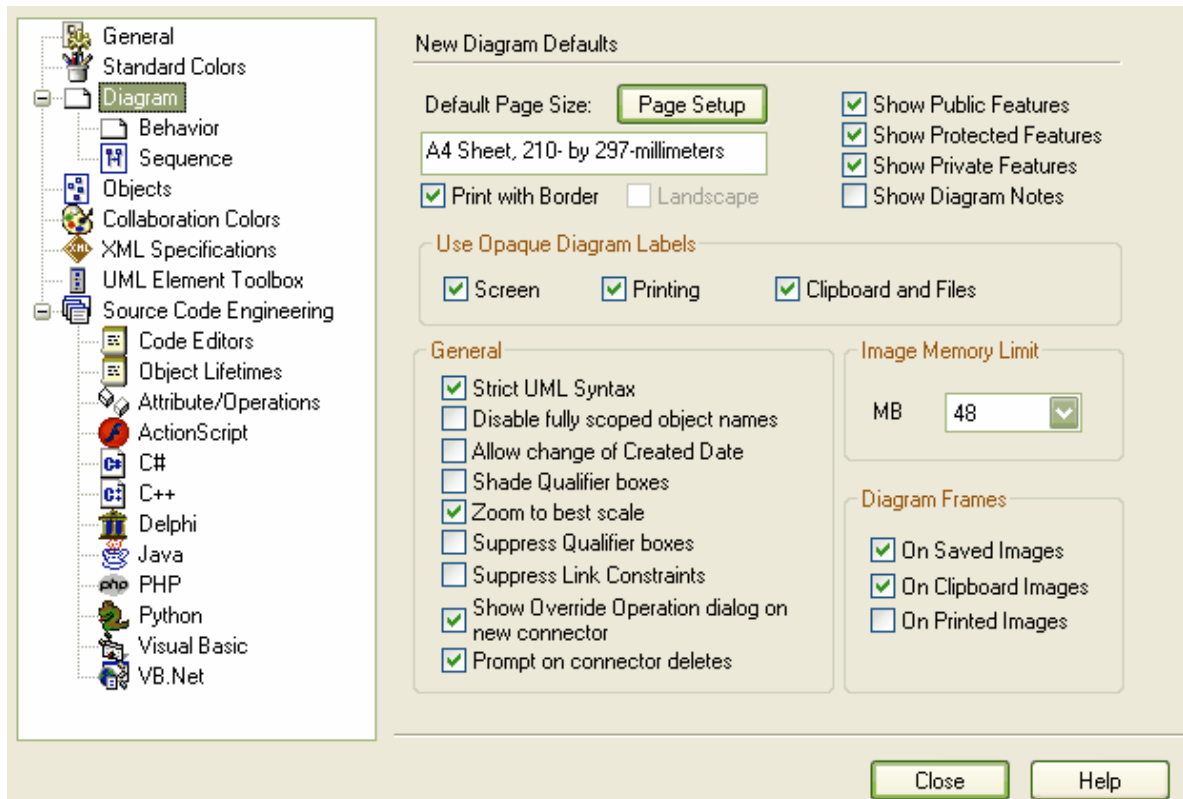 General
Standard Colors
Diagram
Behavior
Sequence
Objects
Collaboration Colors
XML Specifications
UML Element Toolbox
Source Code Engineering
Code Editors
Object Lifetimes
Attribute/Operations
ActionScript
C#
C++
Delphi
Java
php PHP
Python
Visual Basic
VB.Net
New Diagram Defaults
Default Page Size: Page Setup
A4 Sheet, 210- by 297-millimeters
Print with Border Landscape
Show Public Features
Show Protected Features
Show Private Features
Show Diagram Notes
Use Opaque Diagram Labels
Screen Printing Clipboard and Files
General
Strict UML Syntax
Disable fully scoped object names
Allow change of Created Date
Shade Qualifier boxes
Zoom to best scale
Suppress Qualifier boxes
Suppress Link Constraints
Show Override Operation dialog on
new connector
Prompt on connector deletes
Image Memory Limit
MB 48
Diagram Frames
On Saved Images
On Clipboard Images
On Printed Images
Close Help